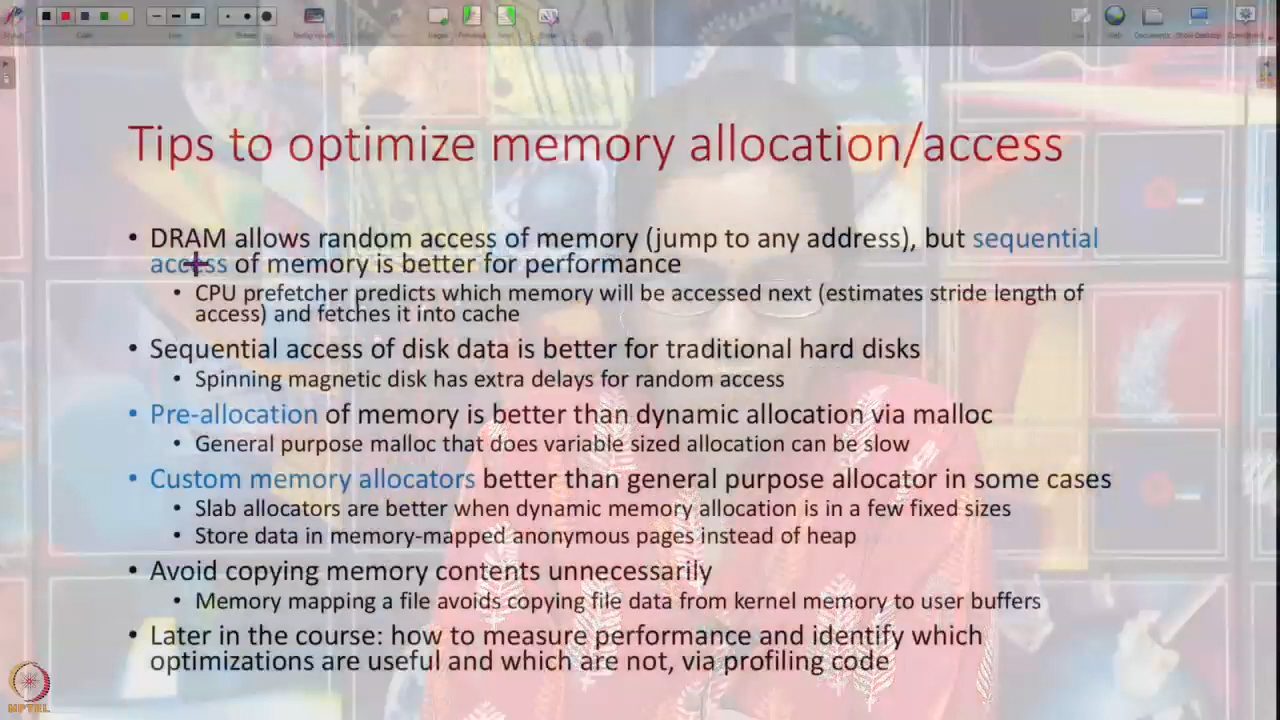 Tips to optimize memory allocation/access
• DRAM allows random access of memory (jump to any address), but sequential
access of memory is better for performance
• CPU prefetcher predicts which memory will be accessed next (estimates stride length of
access) and fetches it into cache
• Sequential access of disk data is better for traditional hard disks
• Spinning magnetic disk has extra delays for random access
• Pre-allocation of memory is better than dynamic allocation via malloc
• General purpose malloc that does variable sized allocation can be slow
• Custom memory allocators better than general purpose allocator in some cases
• Slab allocators are better when dynamic memory allocation is in a few fixed sizes
• Store data in memory-mapped anonymous pages instead of heap
• Avoid copying memory contents unnecessarily
• Memory mapping a file avoids copying file data from kernel memory to user buffers
• Later in the course: how to measure performance and identify which
optimizations are useful and which are not, via profiling code
NPTEL